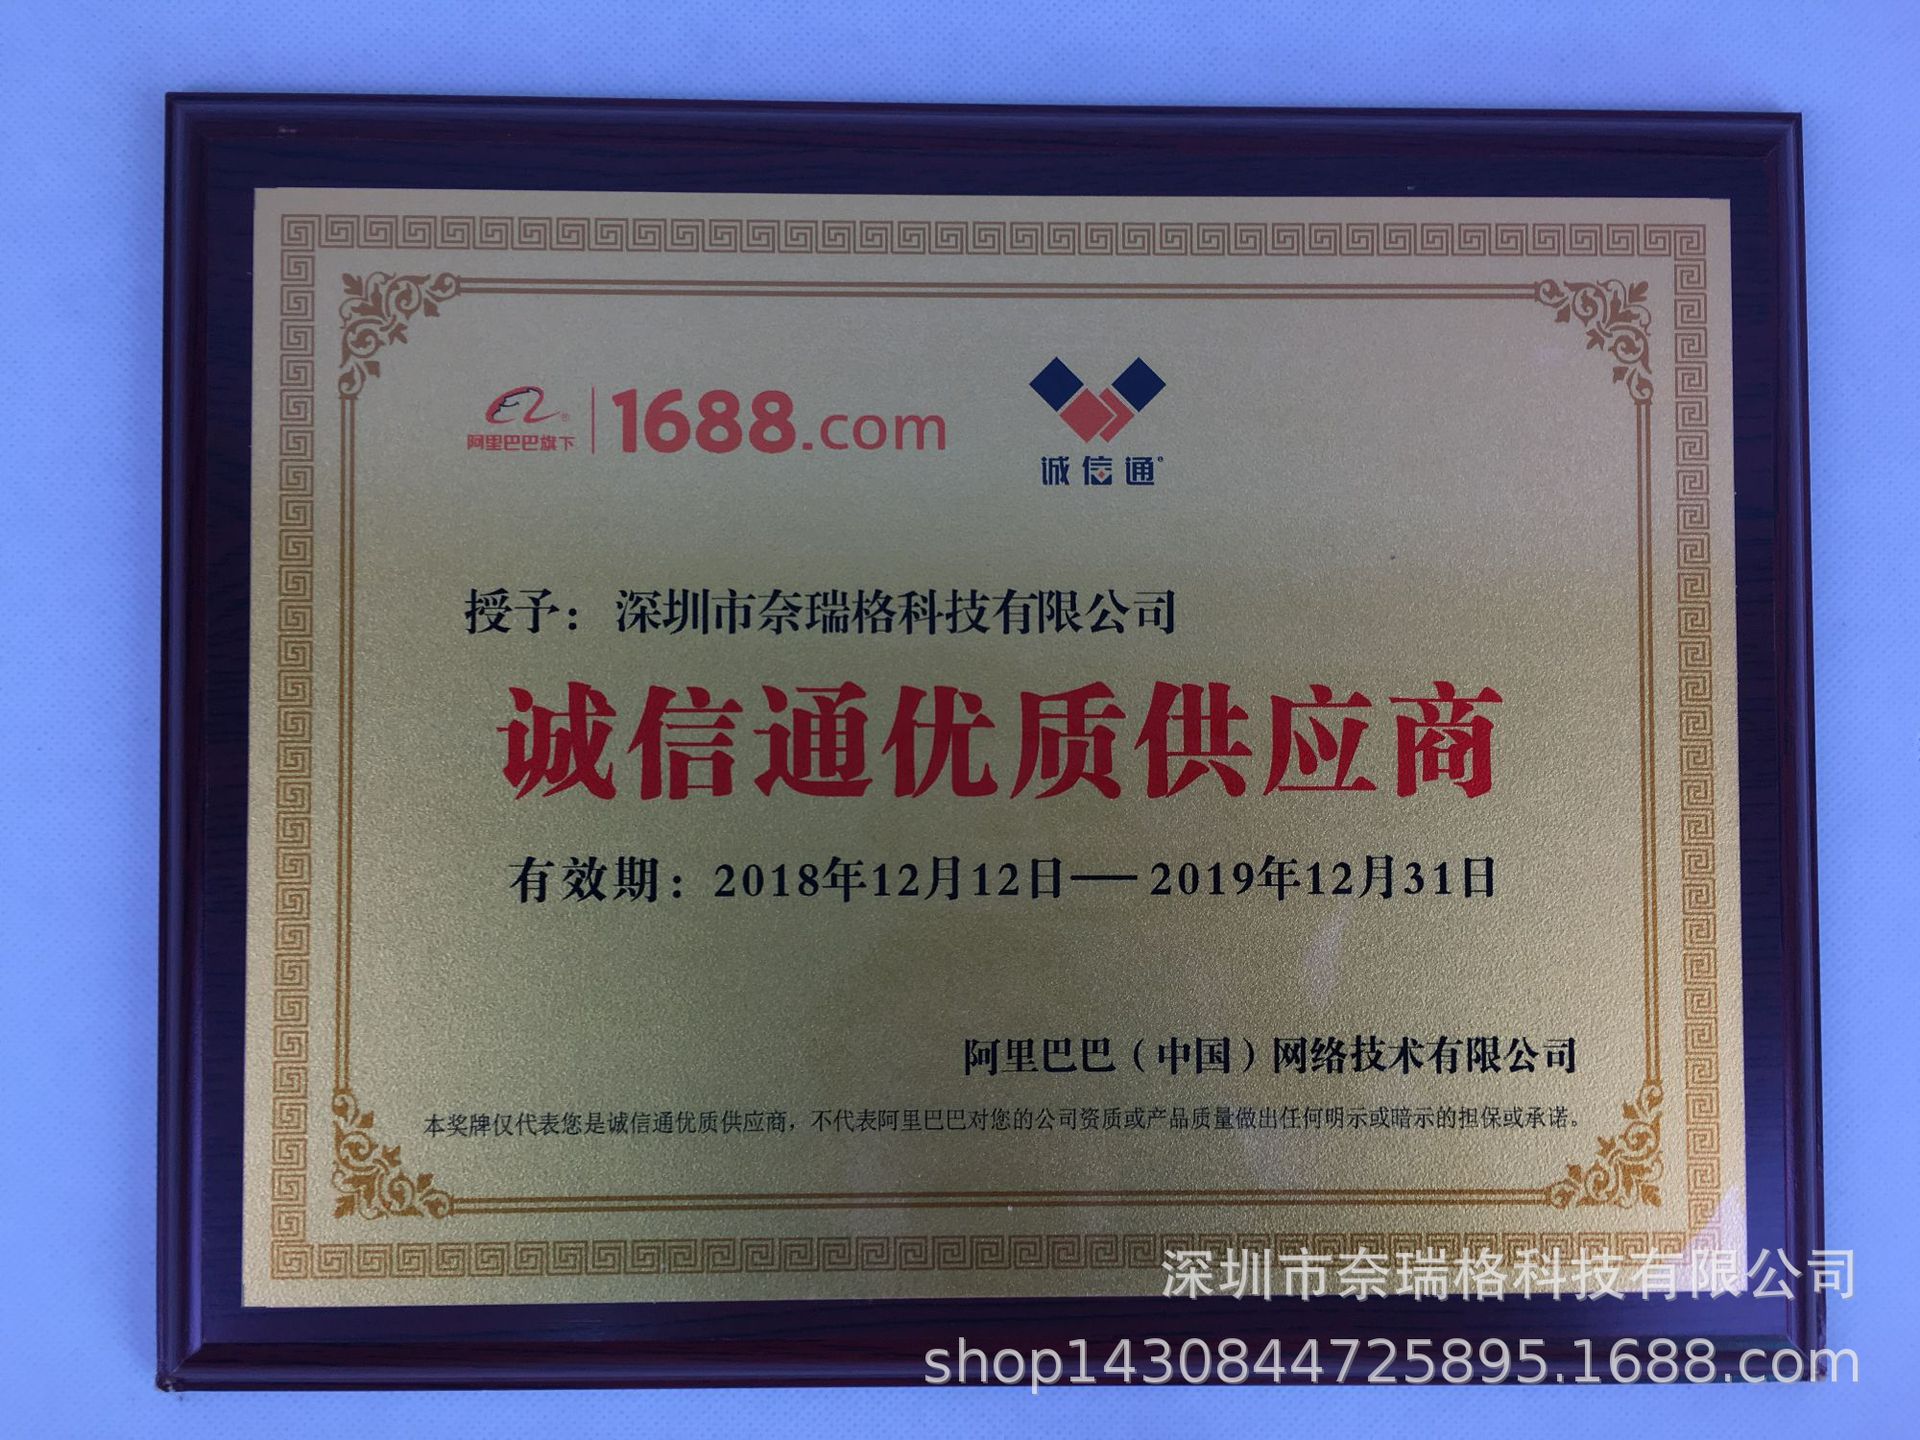 阿里巴巴旗下
1688.com
诚信通
授予：深圳市奈瑞格科技有限公司
诚信通优质供应商
有效期：2018年12月12日——2019年12月31日
阿里巴巴（中国）网络技术有限公司
本奖牌仅代表您是诚信通优质供应商，不代表阿里巴巴对您的公司资质或产品质量做出任何明示或暗示的担保或承诺。
深圳市奈瑞格科技有限公司
shop1430844725895.1688.com